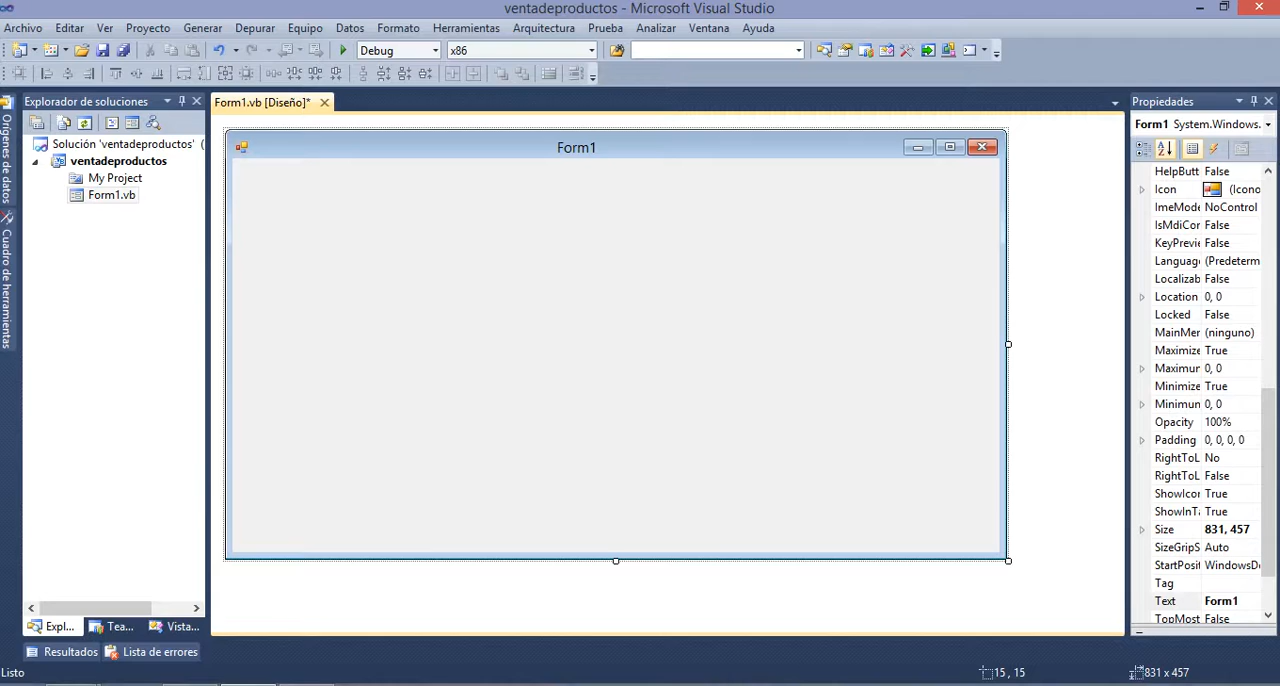 ventadeproductos - Microsoft Visual Studio
Archivo Editar Ver Proyecto Generar Depurar Equipo Datos Formato Herramientas Arquitectura Prueba Analizar Ventana Ayuda
Debug x86
Orígenes de datos
Cuadro de herramientas
Explorador de soluciones
Solución 'ventadeproductos' (
ventadeproductos
My Project
Form1.vb
Expl... Tea... Vista...
Form1.vb [Diseño]*
Form1
Propiedades
Form1 System.Windows.
HelpButt False
Icon (Icono
ImeMode NoControl
IsMdiCor False
KeyPrevie False
Language (Predeterm
Localizab False
Location 0, 0
Locked False
MainMer (ninguno)
Maximize True
Maximun 0, 0
Minimize True
Minimun 0, 0
Opacity 100%
Padding 0, 0, 0, 0
RightToL No
RightToL False
ShowIcor True
ShowInTa True
Size 831, 457
SizeGripS Auto
StartPosit WindowsDe
Tag
Text Form1
TopMost False
Resultados Lista de errores
Listo 15 , 15 831 x 457